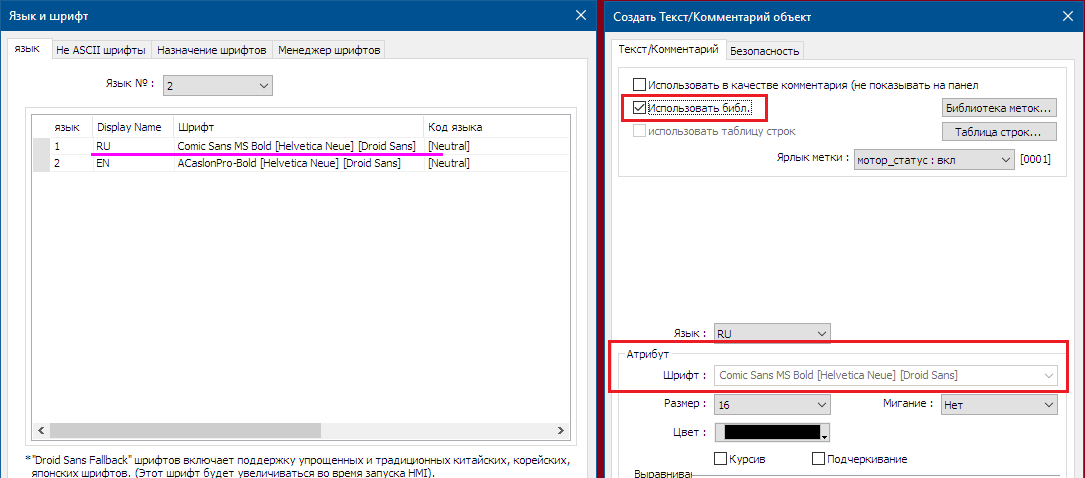 Язык и шрифт
язык Не ASCII шрифты Назначение шрифтов Менеджер шрифтов
Язык № : 2
язык Display Name Шрифт Код языка
1 RU Comic Sans MS Bold [Helvetica Neue] [Droid Sans] [Neutral]
2 EN ACaslonPro-Bold [Helvetica Neue] [Droid Sans] [Neutral]
*"Droid Sans Fallback" шрифтов включает поддержку упрощенных и традиционных китайских, корейских,
японских шрифтов. (Этот шрифт будет увеличиваться во время запуска HMI).
Создать Текст/Комментарий объект
Текст/Комментарий Безопасность
Использовать в качестве комментария (не показывать на панел
Использовать библ. Библиотека меток...
использовать таблицу строк Таблица строк...
Ярлык метки : мотор_статус : вкл [0001]
Язык : RU
Атрибут
Шрифт : Comic Sans MS Bold [Helvetica Neue] [Droid Sans]
Размер : 16 Мигание : Нет
Цвет :
Курсив Подчеркивание
Выравниван